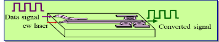 Data signal
cw laser
Converted signal